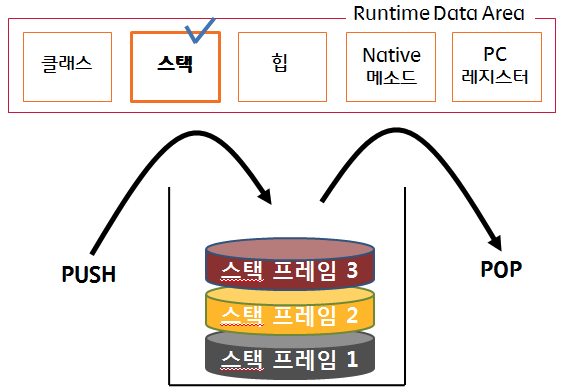 Runtime Data Area
클래스
스택
힙
Native
메소드
PC
레지스터
PUSH
POP
스택 프레임 3
스택 프레임 2
스택 프레임 1